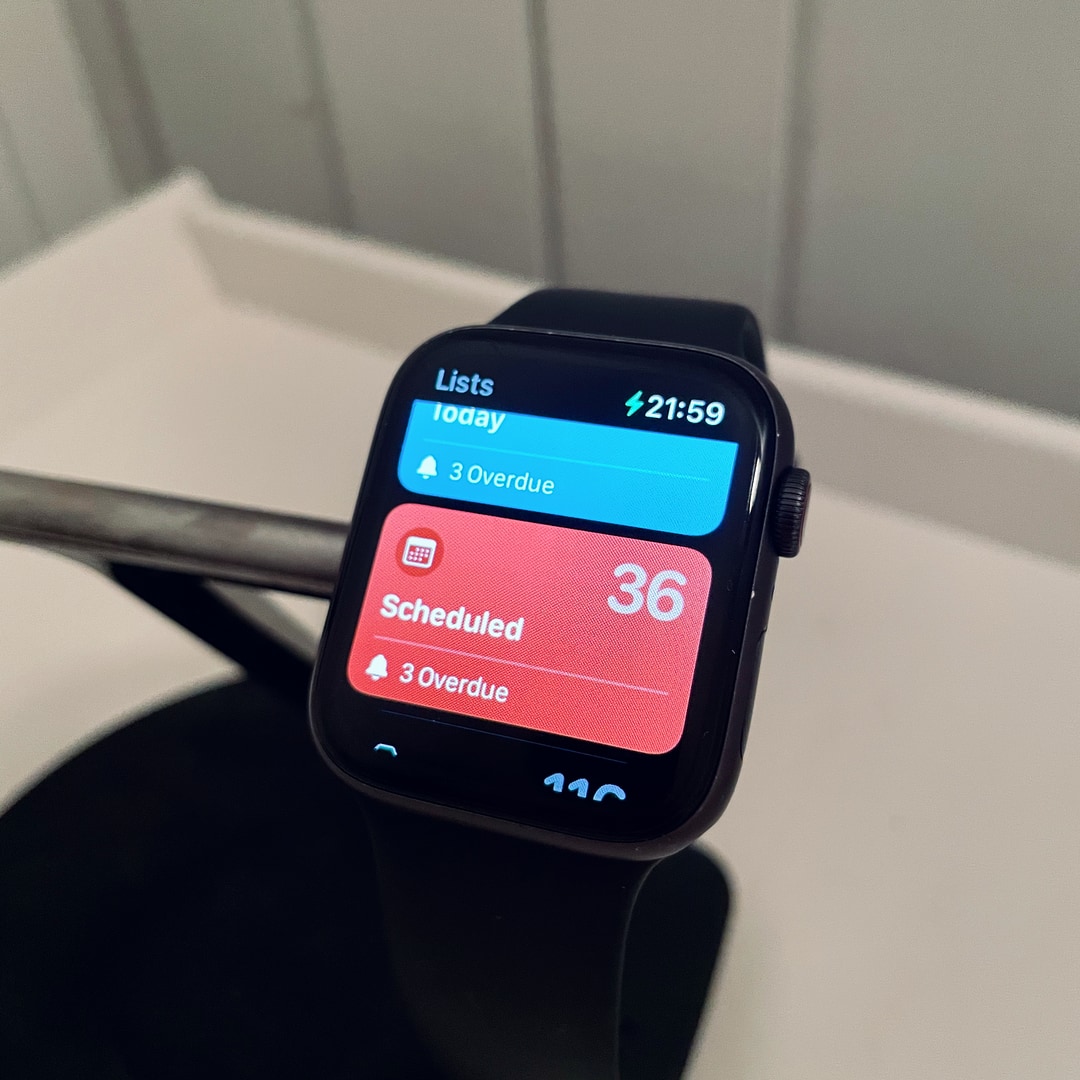 Lists
⚡21:59
Today
3 Overdue
36
Scheduled
3 Overdue